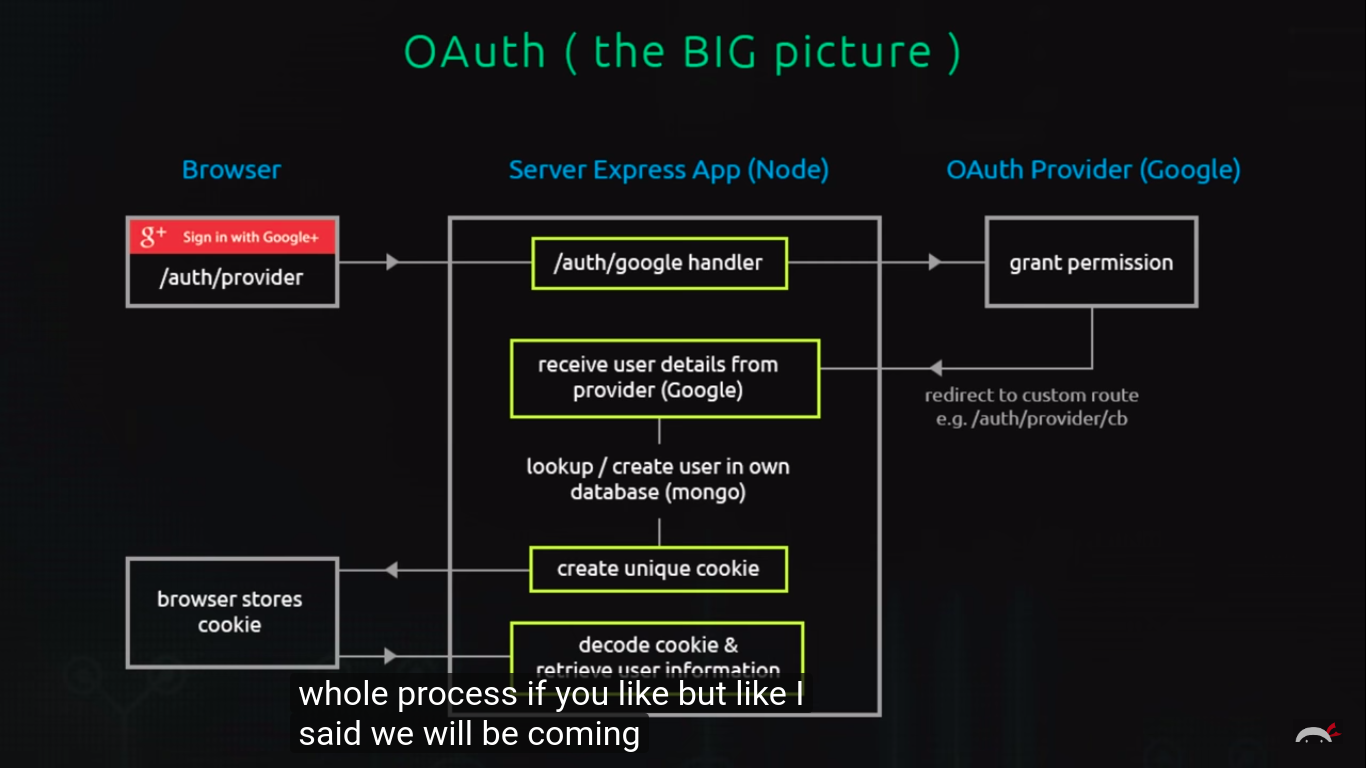 OAuth ( the BIG picture )
Browser
Server Express App (Node)
OAuth Provider (Google)
g+ Sign in with Google+
/auth/provider
/auth/google handler
grant permission
receive user details from
provider (Google)
redirect to custom route
e.g. /auth/provider/cb
lookup / create user in own
database (mongo)
create unique cookie
browser stores
cookie
decode cookie &
retrieve user information
whole process if you like but like I
said we will be coming